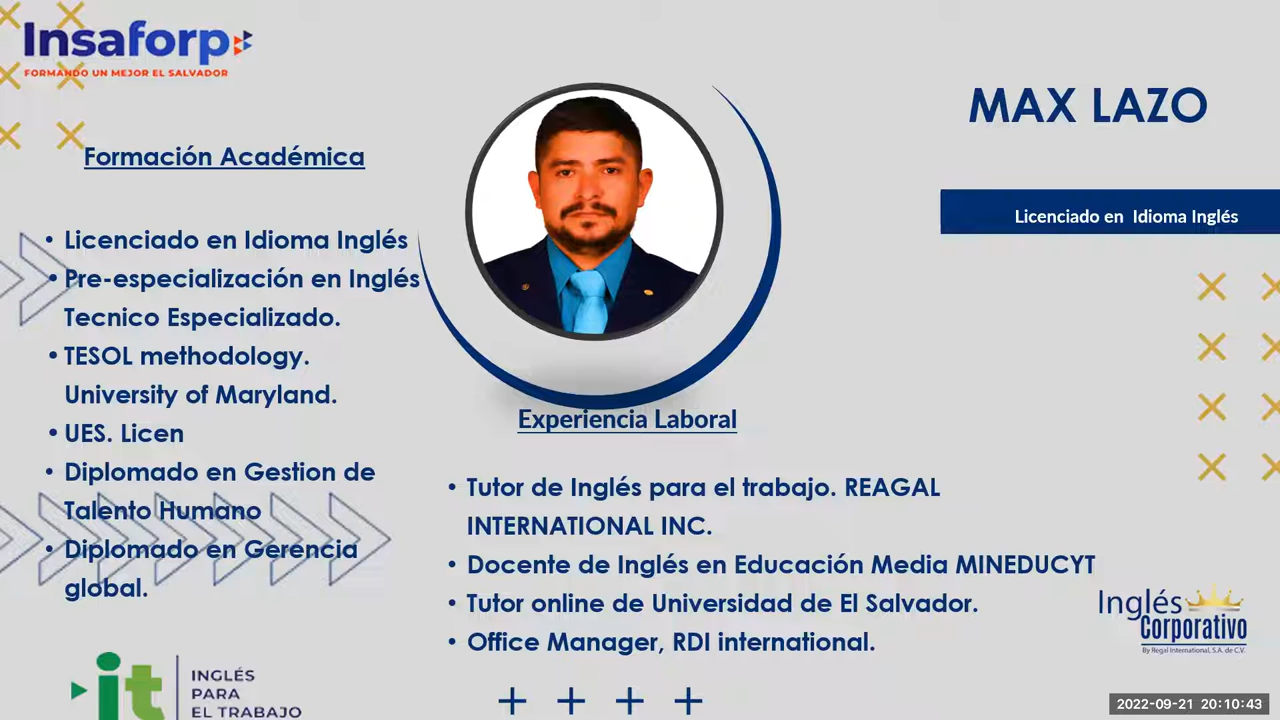 Insaforp
FORMANDO UN MEJOR EL SALVADOR
MAX LAZO
Licenciado en Idioma Inglés
Formación Académica
• Licenciado en Idioma Inglés
• Pre-especialización en Inglés
Tecnico Especializado.
• TESOL methodology.
University of Maryland.
• UES. Licen
• Diplomado en Gestion de
Talento Humano
• Diplomado en Gerencia
global.
Experiencia Laboral
• Tutor de Inglés para el trabajo. REAGAL
INTERNATIONAL INC.
• Docente de Inglés en Educación Media MINEDUCYT
• Tutor online de Universidad de El Salvador.
• Office Manager, RDI international.
Inglés
Corporativo
By Regal International, S.A. de C.V.
it
INGLÉS
PARA
EL TRABAJO
2022-09-21 20:10:43